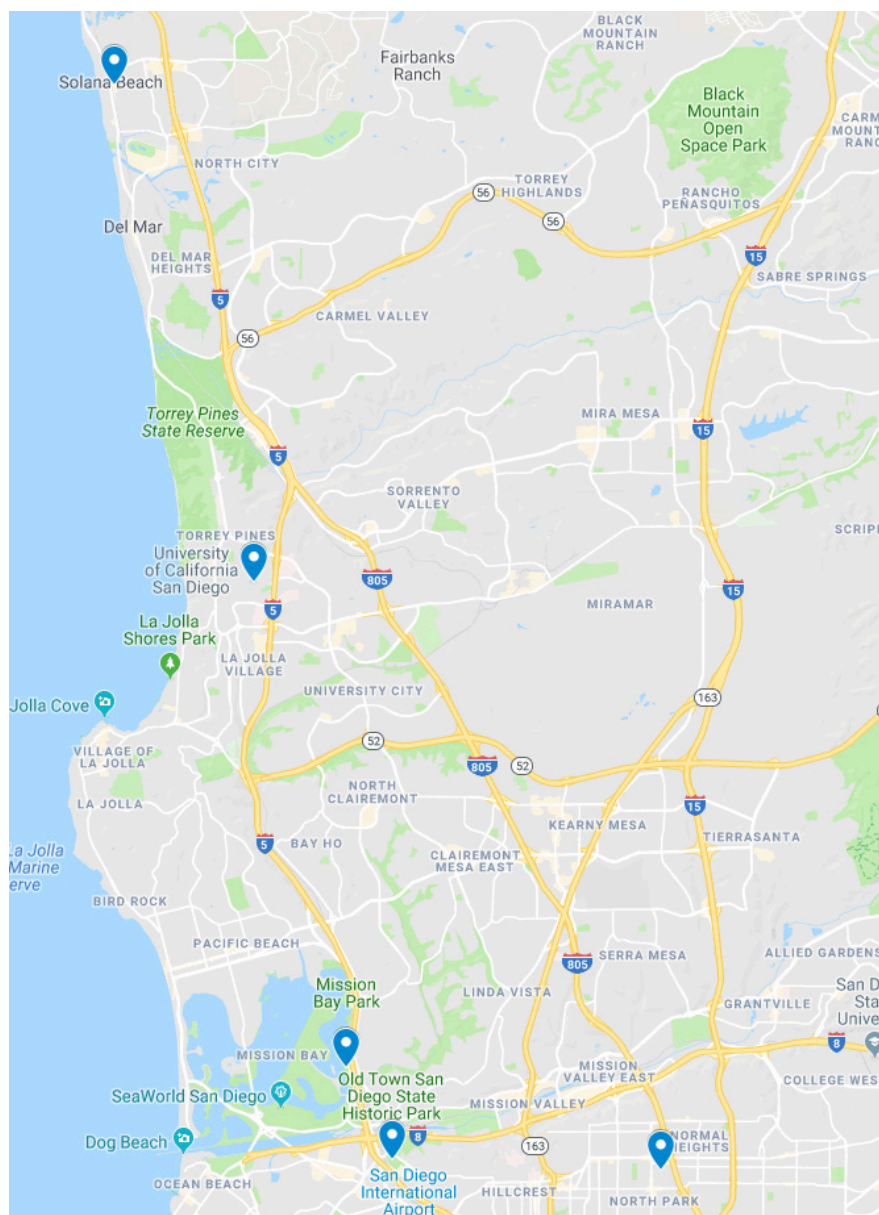 BLACK
MOUNTAIN
RANCH
Fairbanks
Ranch
Solana Beach
Black
Mountain
Open
Space Park
CARM
MOUNT
RANC
NORTH CITY
TORREY
HIGHLANDS
56
RANCHO
PEÑASQUITOS
56
Del Mar
DEL MAR
HEIGHTS
15
SABRE SPRINGS
5
CARMEL VALLEY
56
Torrey Pines
State Reserve
MIRA MESA
15
5
SORRENTO
VALLEY
TORREY PINES
SCRIP
University
of California
San Diego
805
15
5
MIRAMAR
La Jolla
Shores Park
LA JOLLA
VILLAGE
UNIVERSITY CITY
163
Jolla Cove
VILLAGE OF
LA JOLLA
52
805
52
NORTH
CLAIREMONT
LA JOLLA
15
KEARNY MESA
TIERRASANTA
5
BAY HO
La Jolla
Marine
erve
CLAIREMONT
MESA EAST
BIRD ROCK
PACIFIC BEACH
SERRA MESA
ALLIED GARDENS
805
Mission
Bay Park
LINDA VISTA
San D
Sta
Unive
GRANTVILLE
8
MISSION BAY
MISSION
VALLEY EAST
COLLEGE WES
Old Town San
Diego State
Historic Park
SeaWorld San Diego
MISSION VALLEY
8
Dog Beach
163
NORMAL
HEIGHTS
San Diego
International
Airport
OCEAN BEACH
HILLCREST
NORTH PARK